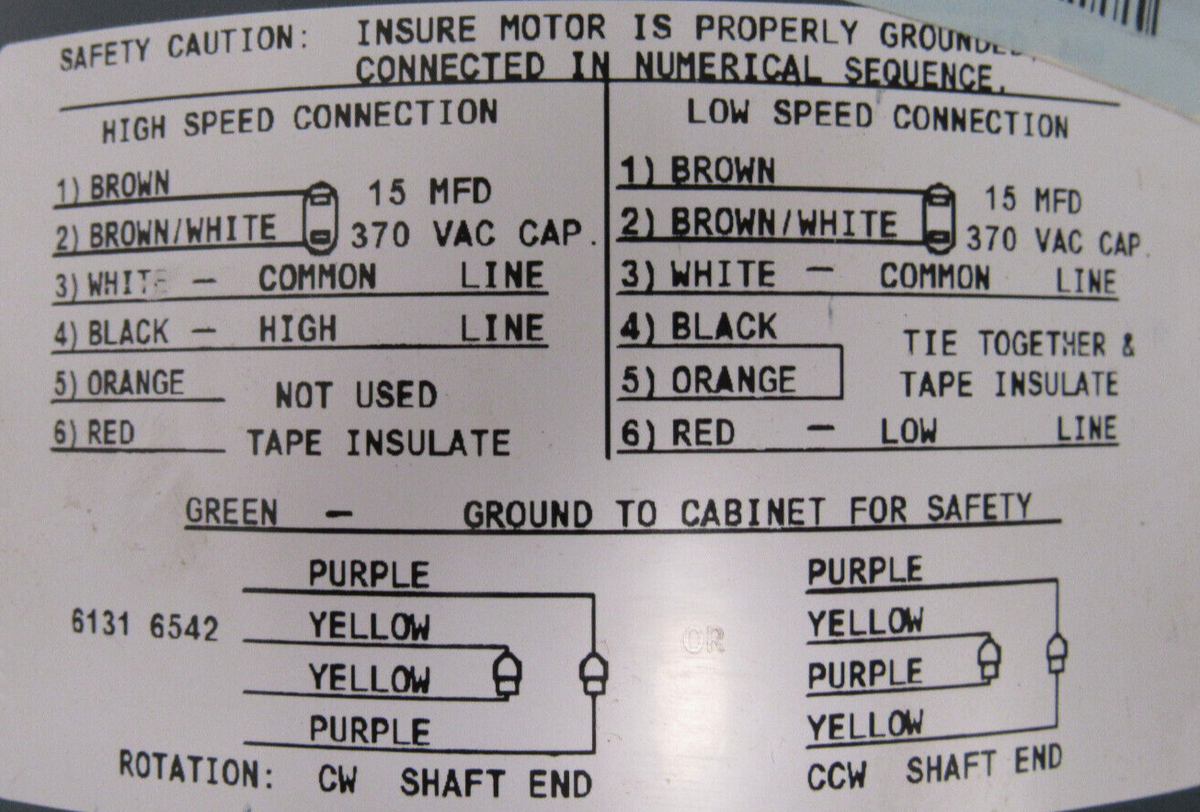 SAFETY CAUTION: INSURE MOTOR IS PROPERLY
CONNECTED IN NUMERICAL SEQUENCE.
HIGH SPEED CONNECTION
1) BROWN
2) BROWN/WHITE
15 MFD
370 VAC CAP.
3) WHITE - COMMON LINE
4) BLACK - HIGH LINE
5) ORANGE
6) RED
NOT USED
TAPE INSULATE
LOW SPEED CONNECTION
1) BROWN
2) BROWN/WHITE
15 MFD
370 VAC CAP.
3) WHITE - COMMON LINE
4) BLACK
5) ORANGE
TIE TOGETHER &
TAPE INSULATE
6) RED - LOW LINE
GREEN - GROUND TO CABINET FOR SAFETY
6131 6542
PURPLE
YELLOW
YELLOW
PURPLE
OR
PURPLE
YELLOW
PURPLE
YELLOW
ROTATION: CW SHAFT END
CCW SHAFT END